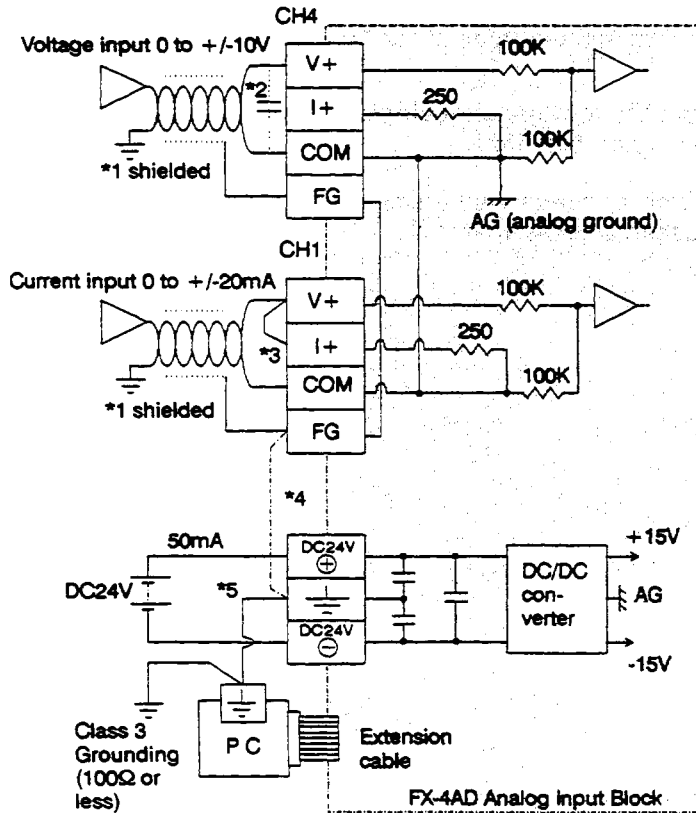 CH4
Voltage input 0 to +/-10V
V+
100K
*2
I+
250
COM
100K
*1 shielded
FG
AG (analog ground)
CH1
Current input 0 to +/-20mA
V+
100K
*3
I+
250
COM
100K
*1 shielded
FG
*4
50mA
DC24V
⊕
+15V
DC24V
*5
DC/DC
con-
verter
AG
DC24V
⊖
-15V
Class 3
Grounding
(100Ω or
less)
PC
Extension
cable
FX-4AD Analog Input Block